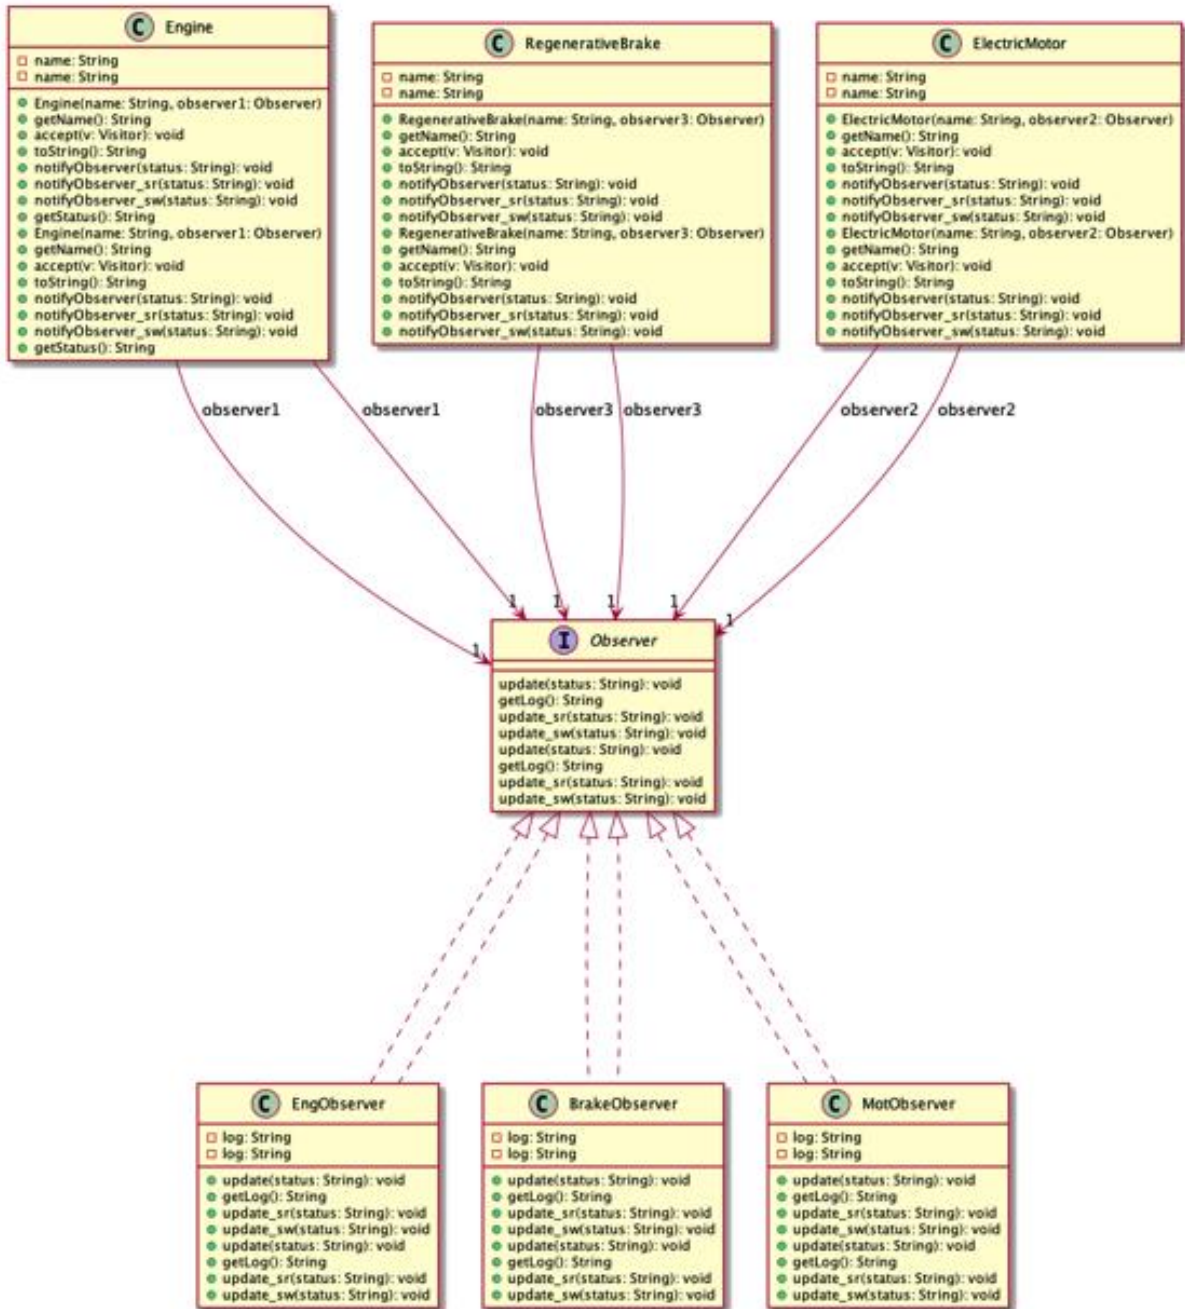 C Engine
name: String
name: String
Engine(name: String, observer1: Observer)
getName(): String
accept(v: Visitor): void
toString(): String
notifyObserver(status: String): void
notifyObserver_sr(status: String): void
notifyObserver_sw(status: String): void
getStatus(): String
Engine(name: String, observer1: Observer)
getName(): String
accept(v: Visitor): void
toString(): String
notifyObserver(status: String): void
notifyObserver_sr(status: String): void
notifyObserver_sw(status: String): void
getStatus(): String
C RegenerativeBrake
name: String
name: String
RegenerativeBrake(name: String, observer3: Observer)
getName(): String
accept(v: Visitor): void
toString(): String
notifyObserver(status: String): void
notifyObserver_sr(status: String): void
notifyObserver_sw(status: String): void
RegenerativeBrake(name: String, observer3: Observer)
getName(): String
accept(v: Visitor): void
toString(): String
notifyObserver(status: String): void
notifyObserver_sr(status: String): void
notifyObserver_sw(status: String): void
C ElectricMotor
name: String
name: String
ElectricMotor(name: String, observer2: Observer)
getName(): String
accept(v: Visitor): void
toString(): String
notifyObserver(status: String): void
notifyObserver_sr(status: String): void
notifyObserver_sw(status: String): void
ElectricMotor(name: String, observer2: Observer)
getName(): String
accept(v: Visitor): void
toString(): String
notifyObserver(status: String): void
notifyObserver_sr(status: String): void
notifyObserver_sw(status: String): void
observer1
observer1
observer3
observer3
observer2
observer2
1
1
1
1
1
1
I Observer
update(status: String): void
getLog(): String
update_sr(status: String): void
update_sw(status: String): void
update(status: String): void
getLog(): String
update_sr(status: String): void
update_sw(status: String): void
C EngObserver
log: String
log: String
update(status: String): void
getLog(): String
update_sr(status: String): void
update_sw(status: String): void
update(status: String): void
getLog(): String
update_sr(status: String): void
update_sw(status: String): void
C BrakeObserver
log: String
log: String
update(status: String): void
getLog(): String
update_sr(status: String): void
update_sw(status: String): void
update(status: String): void
getLog(): String
update_sr(status: String): void
update_sw(status: String): void
C MotObserver
log: String
log: String
update(status: String): void
getLog(): String
update_sr(status: String): void
update_sw(status: String): void
update(status: String): void
getLog(): String
update_sr(status: String): void
update_sw(status: String): void